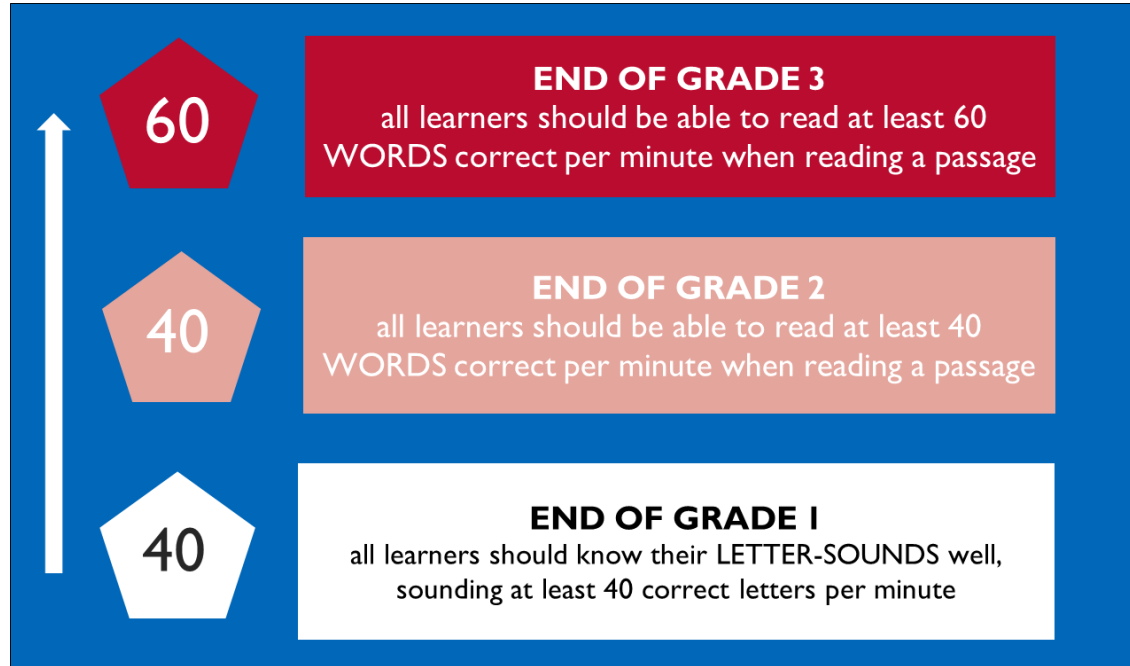 60
END OF GRADE 3
all learners should be able to read at least 60
WORDS correct per minute when reading a passage
40
END OF GRADE 2
all learners should be able to read at least 40
WORDS correct per minute when reading a passage
40
END OF GRADE 1
all learners should know their LETTER-SOUNDS well,
sounding at least 40 correct letters per minute